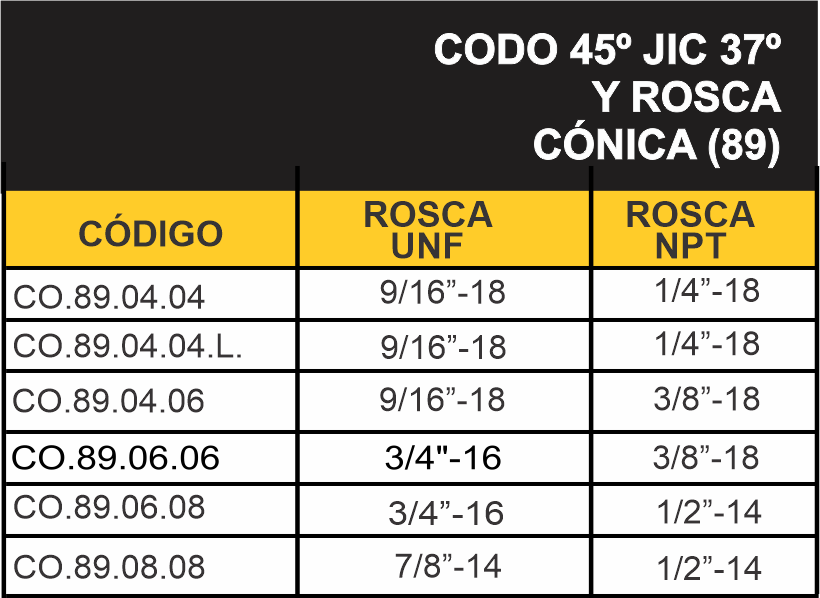 CODO 45º JIC 37º
Y ROSCA
CÓNICA (89)
CÓDIGO ROSCA UNF ROSCA NPT
CO.89.04.04 9/16”-18 1/4”-18
CO.89.04.04.L. 9/16”-18 1/4”-18
CO.89.04.06 9/16”-18 3/8”-18
CO.89.06.06 3/4"-16 3/8”-18
CO.89.06.08 3/4”-16 1/2”-14
CO.89.08.08 7/8”-14 1/2”-14